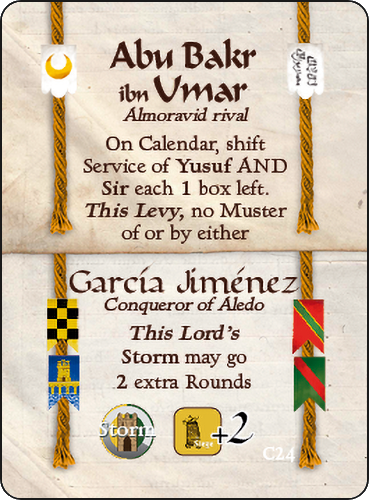 Abu Bakr
ibn Umar
Almoravid rival
On Calendar, shift
Service of Yusuf AND
Sir each 1 box left.
This Levy, no Muster
of or by either
García Jiménez
Conqueror of Aledo
This Lord's
Storm may go
2 extra Rounds
Storm
Siege
+2
C24